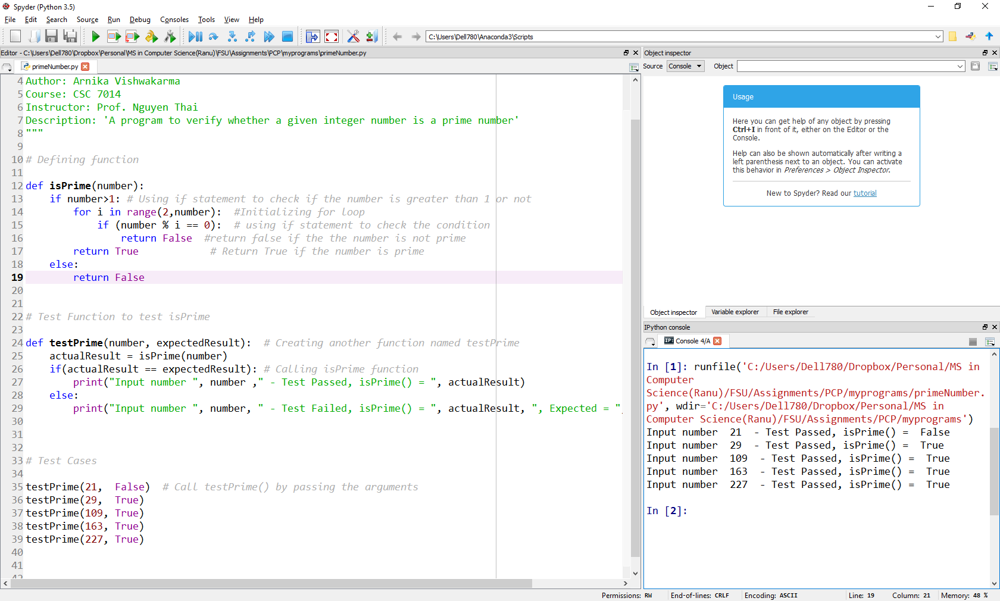 Spyder (Python 3.5)
File Edit Search Source Run Debug Consoles Tools View Help
C:\Users\Dell780\Anaconda3\Scripts
Editor - C:\Users\Dell780\Dropbox\Personal\MS in Computer Science(Ranu)\FSU\Assignments\PCP\myprograms\primeNumber.py
primeNumber.py
4 Author: Arnika Vishwakarma
5 Course: CSC 7014
6 Instructor: Prof. Nguyen Thai
7 Description: 'A program to verify whether a given integer number is a prime number'
8 """
9
10 # Defining function
11
12 def isPrime(number):
13     if number>1: # Using if statement to check if the number is greater than 1 or not
14         for i in range(2,number):  #Initializing for loop
15             if (number % i == 0):  # using if statement to check the condition
16                 return False  #return false if the the number is not prime
17         return True            # Return True if the number is prime
18     else:
19         return False
20
21
22 # Test Function to test isPrime
23
24 def testPrime(number, expectedResult):  # Creating another function named testPrime
25     actualResult = isPrime(number)
26     if(actualResult == expectedResult): # Calling isPrime function
27         print("Input number ", number ," - Test Passed, isPrime() = ", actualResult)
28     else:
29         print("Input number ", number, " - Test Failed, isPrime() = ", actualResult, ", Expected = ",
30
31
32
33 # Test Cases
34
35 testPrime(21,  False)  # Call testPrime() by passing the arguments
36 testPrime(29,  True)
37 testPrime(109, True)
38 testPrime(163, True)
39 testPrime(227, True)
40
41
42
Object inspector
Source Console Object
Usage
Here you can get help of any object by pressing
Ctrl+I in front of it, either on the Editor or the
Console.
Help can also be shown automatically after writing a
left parenthesis next to an object. You can activate
this behavior in Preferences > Object Inspector.
New to Spyder? Read our tutorial
Object inspector Variable explorer File explorer
IPython console
IP: Console 4/A
In [1]: runfile('C:/Users/Dell780/Dropbox/Personal/MS in
Computer
Science(Ranu)/FSU/Assignments/PCP/myprograms/primeNumber.
py', wdir='C:/Users/Dell780/Dropbox/Personal/MS in
Computer Science(Ranu)/FSU/Assignments/PCP/myprograms')
Input number  21  - Test Passed, isPrime() =  False
Input number  29  - Test Passed, isPrime() =  True
Input number  109  - Test Passed, isPrime() =  True
Input number  163  - Test Passed, isPrime() =  True
Input number  227  - Test Passed, isPrime() =  True
In [2]:
Permissions: RW End-of-lines: CRLF Encoding: ASCII Line: 19 Column: 21 Memory: 48 %